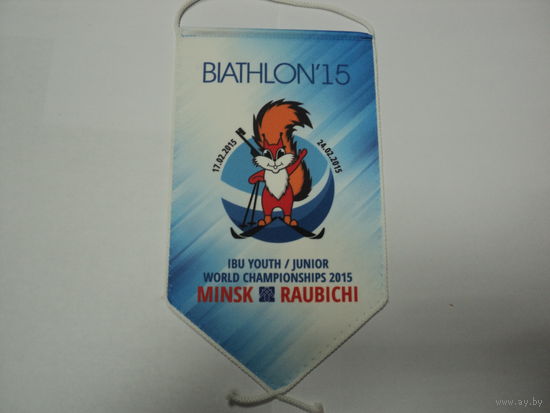 BIATHLON'15
17.02.2015
24.02.2015
IBU YOUTH / JUNIOR
WORLD CHAMPIONSHIPS 2015
MINSK RAUBICHI
© www.ay.by